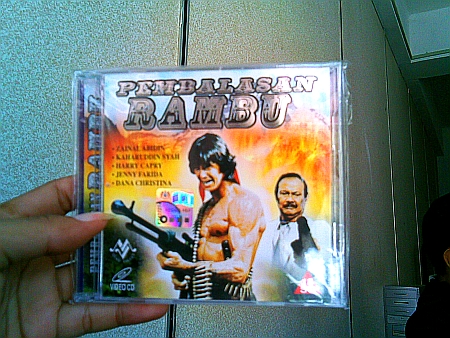 PEMBALASAN
RAMBU
• ZAINAL ABIDIN
• KAHARUDDIN SYAH
• HARRY CAPRY
• JENNY FARIDA
• DANA CHRISTINA
VIDEO CD